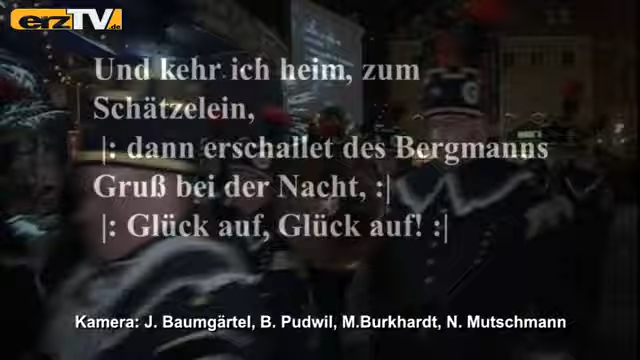 erzTV.de
Und kehr ich heim, zum
Schätzelein,
|: dann erschallet des Bergmanns
Gruß bei der Nacht, :|
|: Glück auf, Glück auf! :|
Kamera: J. Baumgärtel, B. Pudwil, M.Burkhardt, N. Mutschmann